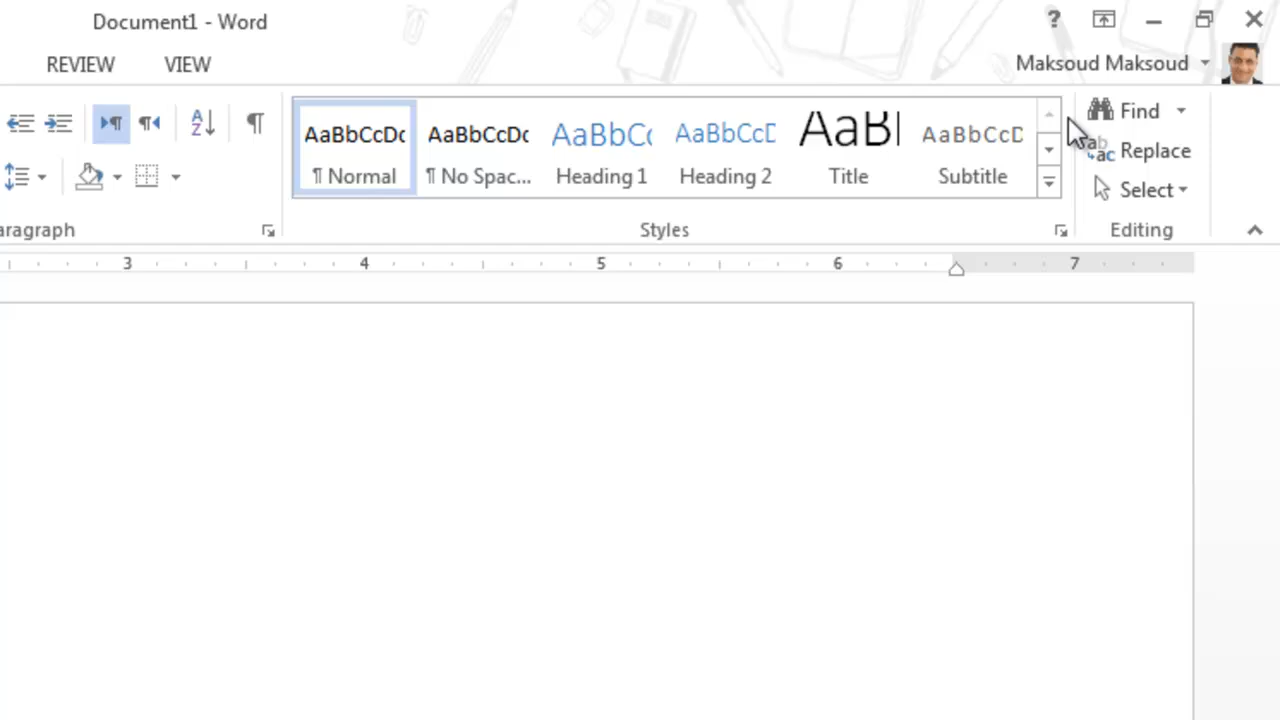 Document1 - Word
?
REVIEW VIEW
Maksoud Maksoud
AaBbCcDc AaBbCcDc AaBbCc AaBbCcD AaB AaBbCcD
¶ Normal ¶ No Spac... Heading 1 Heading 2 Title Subtitle
Find
Replace
Select
aragraph
Styles
Editing
3 4 5 6 7